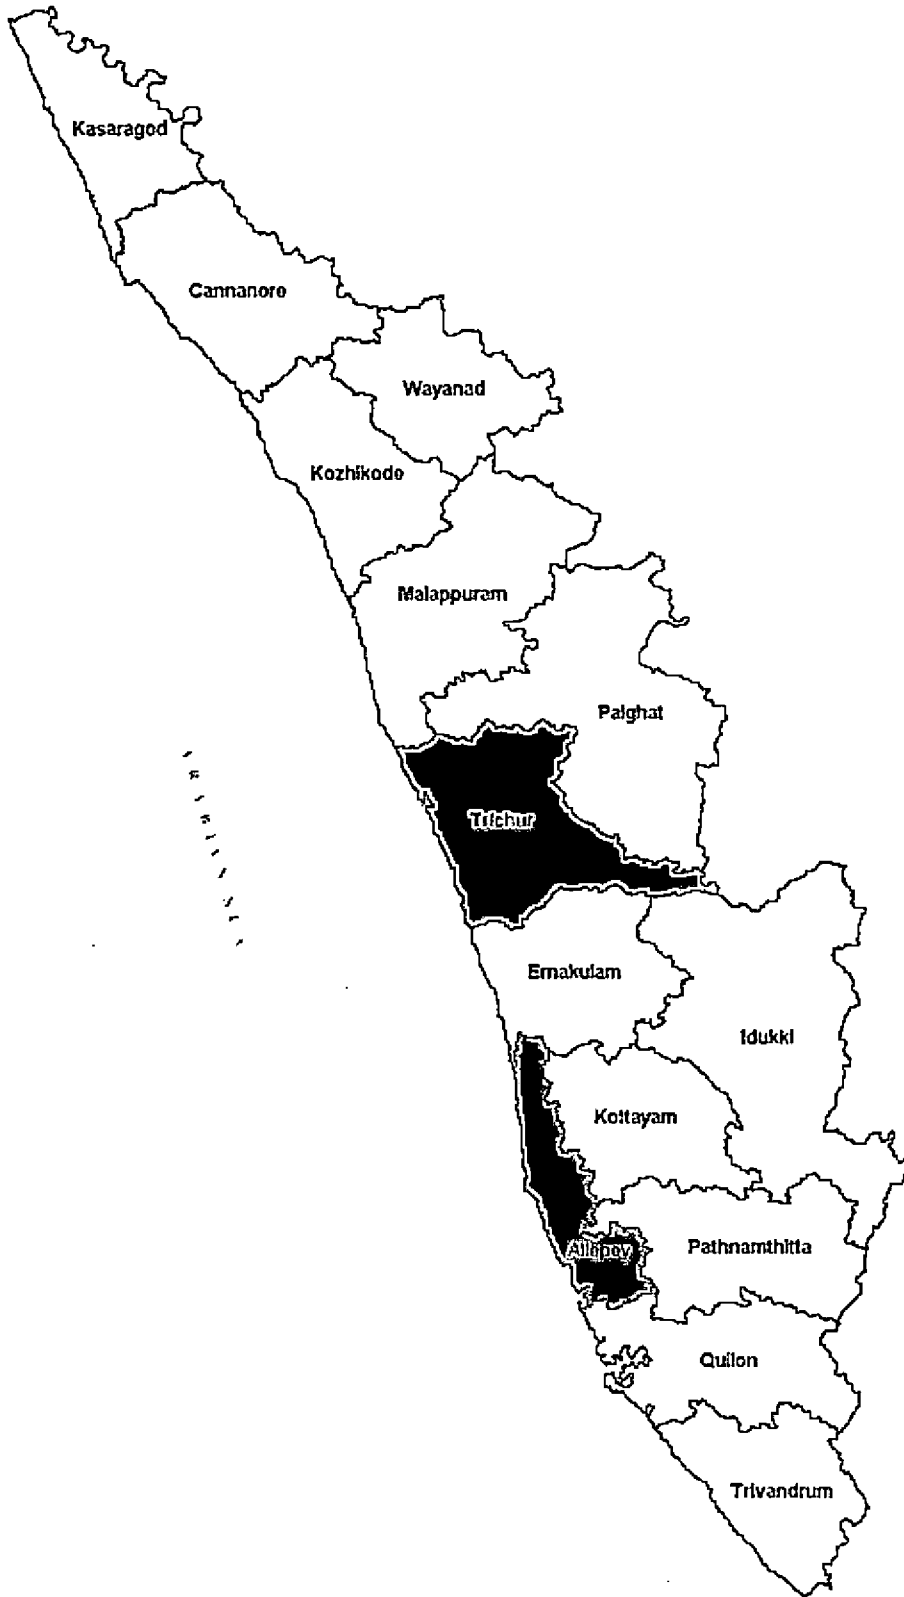 Kasaragod
Cannanore
Wayanad
Kozhikode
Malappuram
Palghat
Trichur
Ernakulam
Idukki
Kottayam
Alleppey
Pathnamthitta
Quilon
Trivandrum